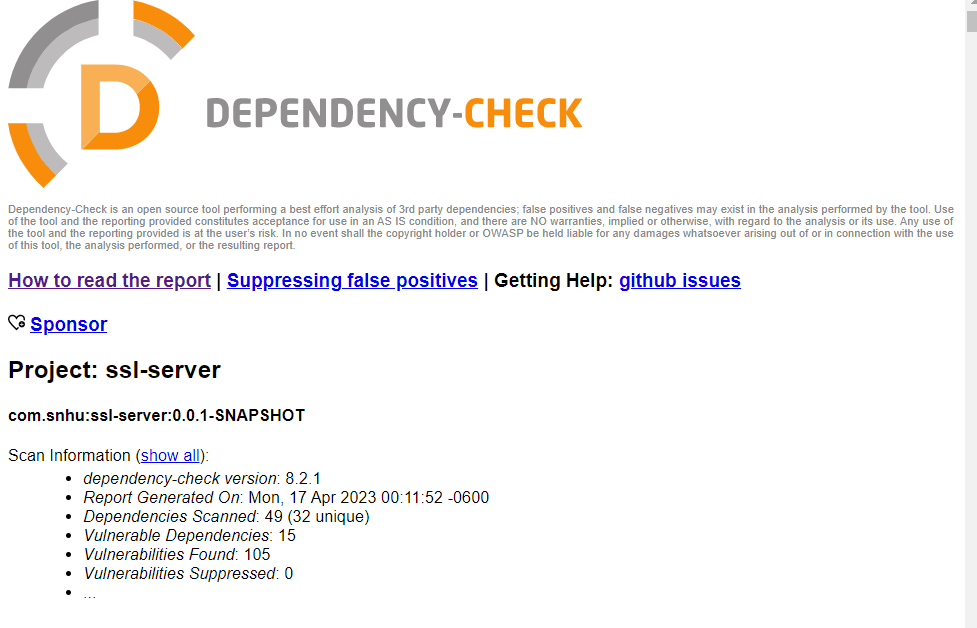 DEPENDENCY-CHECK
Dependency-Check is an open source tool performing a best effort analysis of 3rd party dependencies; false positives and false negatives may exist in the analysis performed by the tool. Use
of the tool and the reporting provided constitutes acceptance for use in an AS IS condition, and there are NO warranties, implied or otherwise, with regard to the analysis or its use. Any use of
the tool and the reporting provided is at the user's risk. In no event shall the copyright holder or OWASP be held liable for any damages whatsoever arising out of or in connection with the use
of this tool, the analysis performed, or the resulting report.
How to read the report | Suppressing false positives | Getting Help: github issues
Sponsor
Project: ssl-server
com.snhu:ssl-server:0.0.1-SNAPSHOT
Scan Information (show all):
• dependency-check version: 8.2.1
• Report Generated On: Mon, 17 Apr 2023 00:11:52 -0600
• Dependencies Scanned: 49 (32 unique)
• Vulnerable Dependencies: 15
• Vulnerabilities Found: 105
• Vulnerabilities Suppressed: 0
• ...